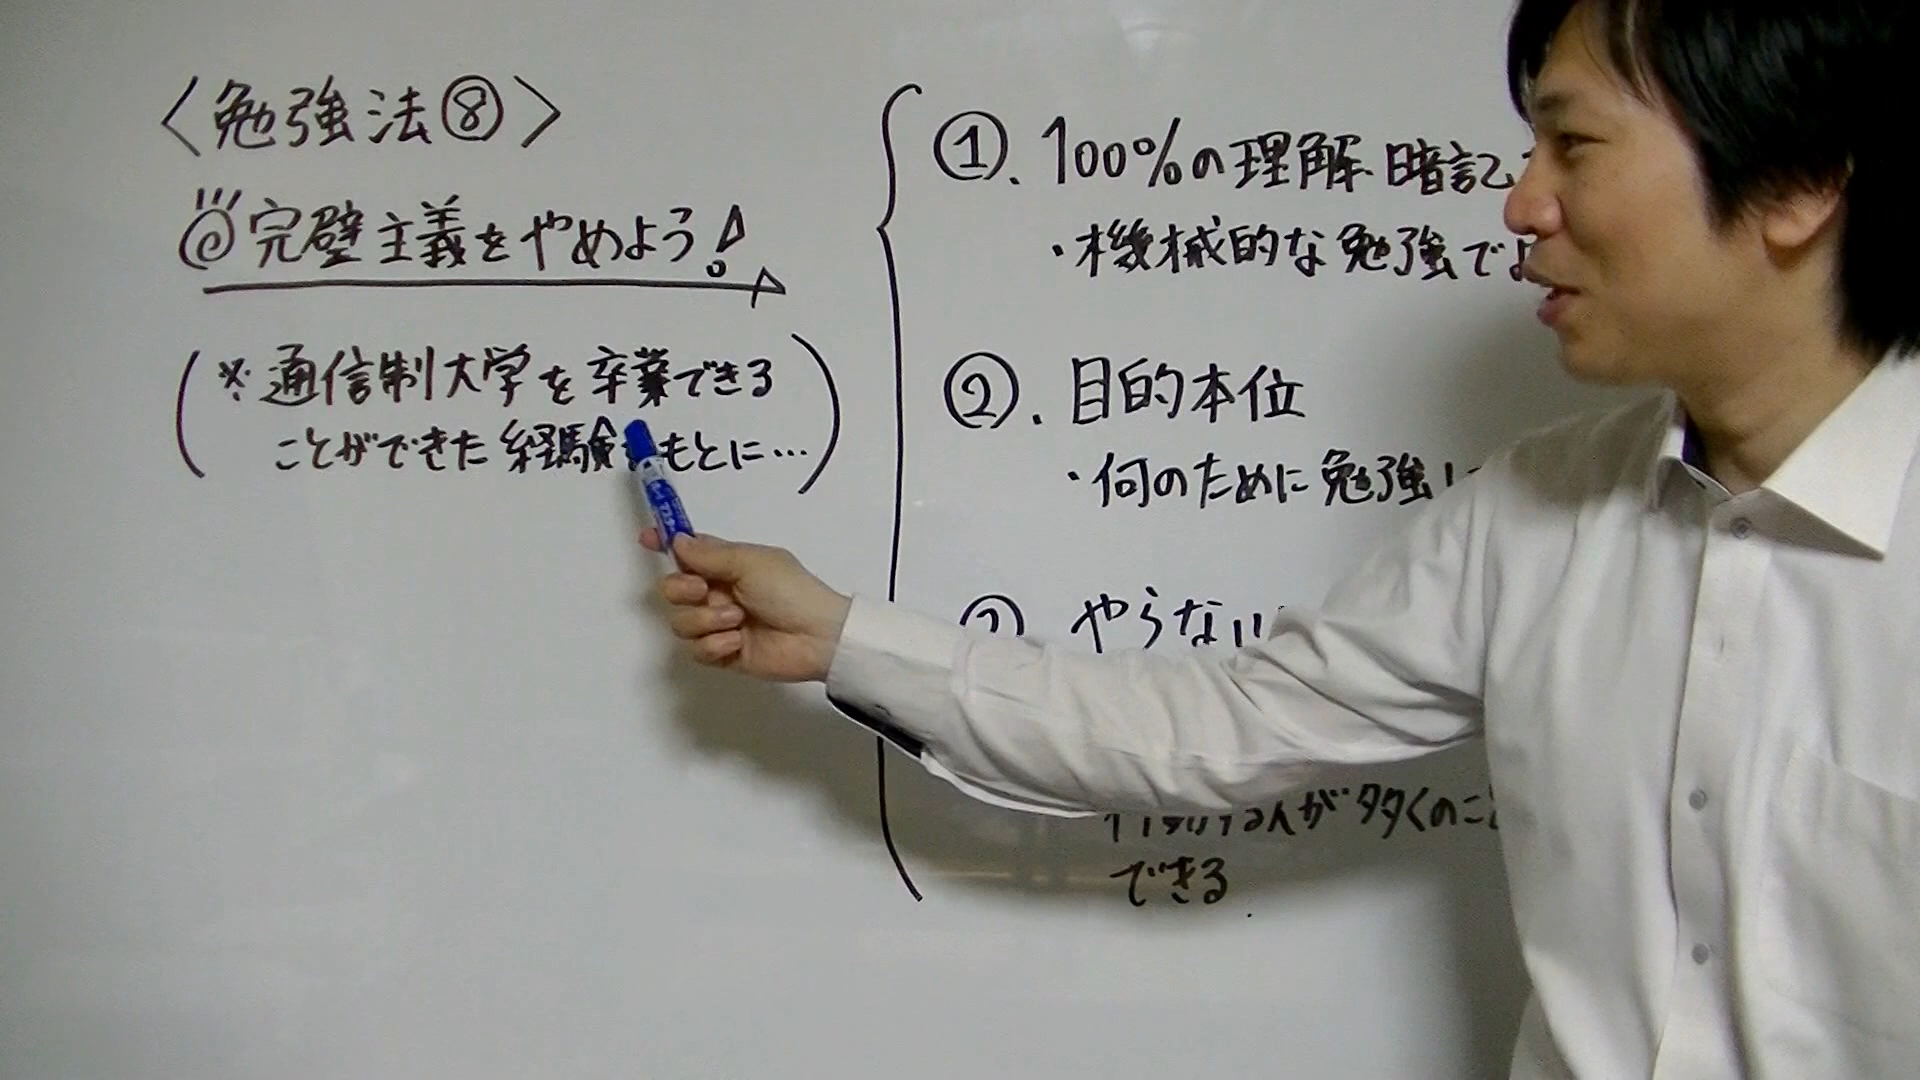 〈勉強法⑧〉
◎完璧主義をやめよう!
(※通信制大学を卒業できる
ことができた経験 もとに…)
①. 100%の理解、暗記
・機械的な勉強で
②. 目的本位
・何のために勉強し
やらない
人が多くのこと
できる